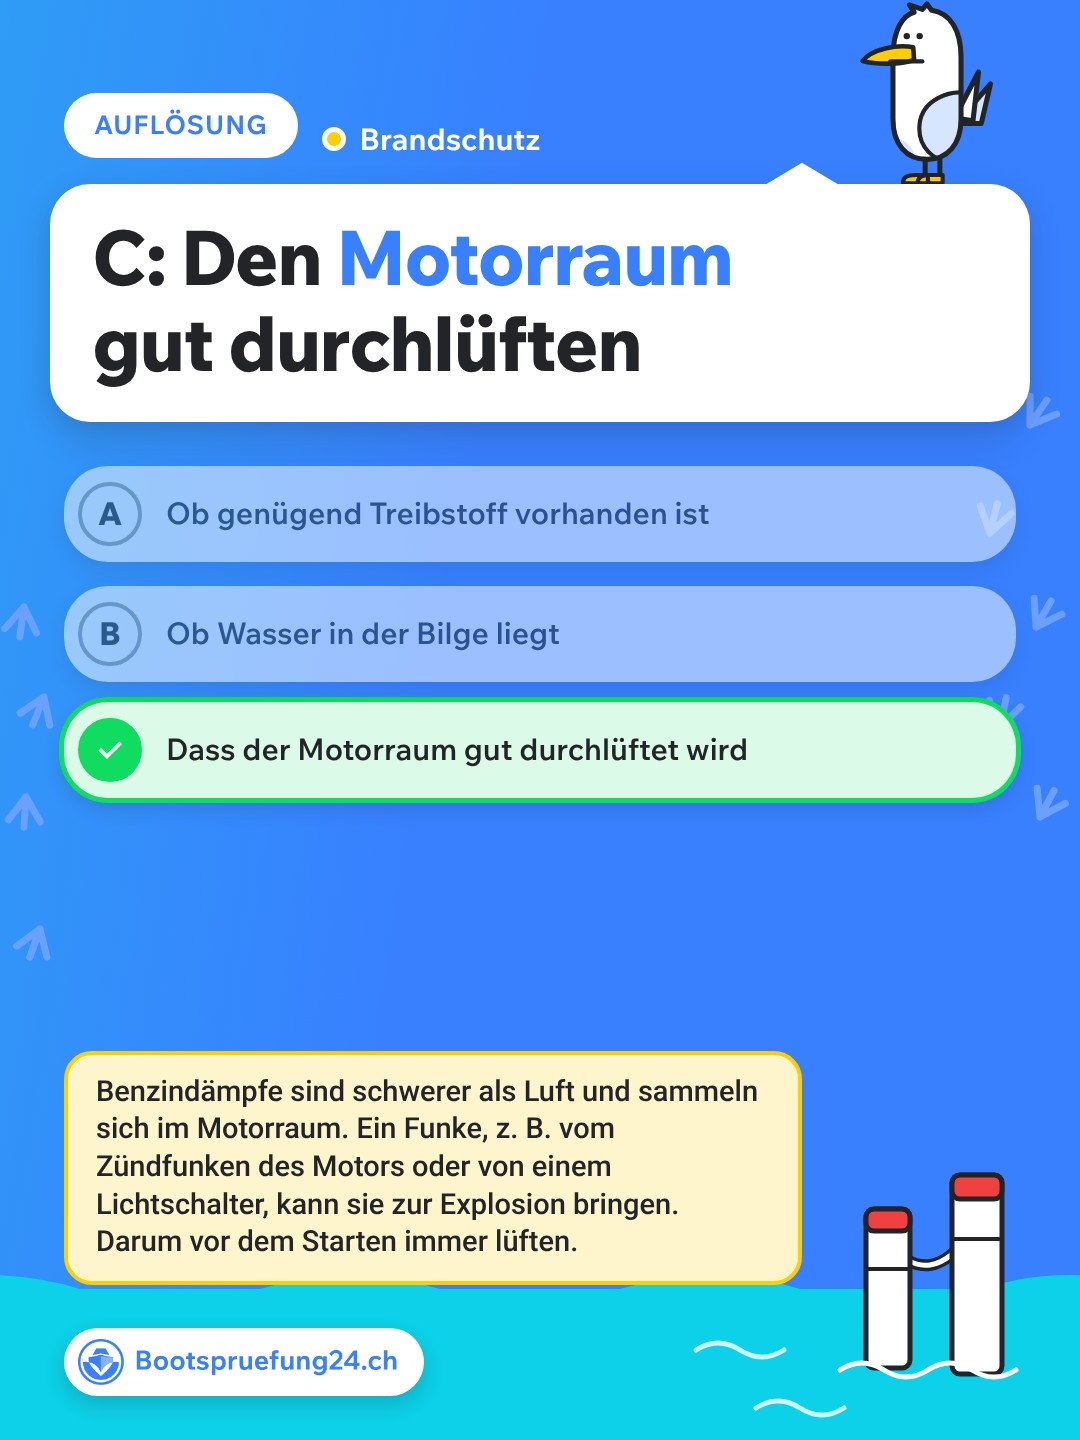 AUFLÖSUNG
Brandschutz
C: Den Motorraum
gut durchlüften
A Ob genügend Treibstoff vorhanden ist
B Ob Wasser in der Bilge liegt
Dass der Motorraum gut durchlüftet wird
Benzindämpfe sind schwerer als Luft und sammeln
sich im Motorraum. Ein Funke, z. B. vom
Zündfunken des Motors oder von einem
Lichtschalter, kann sie zur Explosion bringen.
Darum vor dem Starten immer lüften.
Bootspruefung24.ch